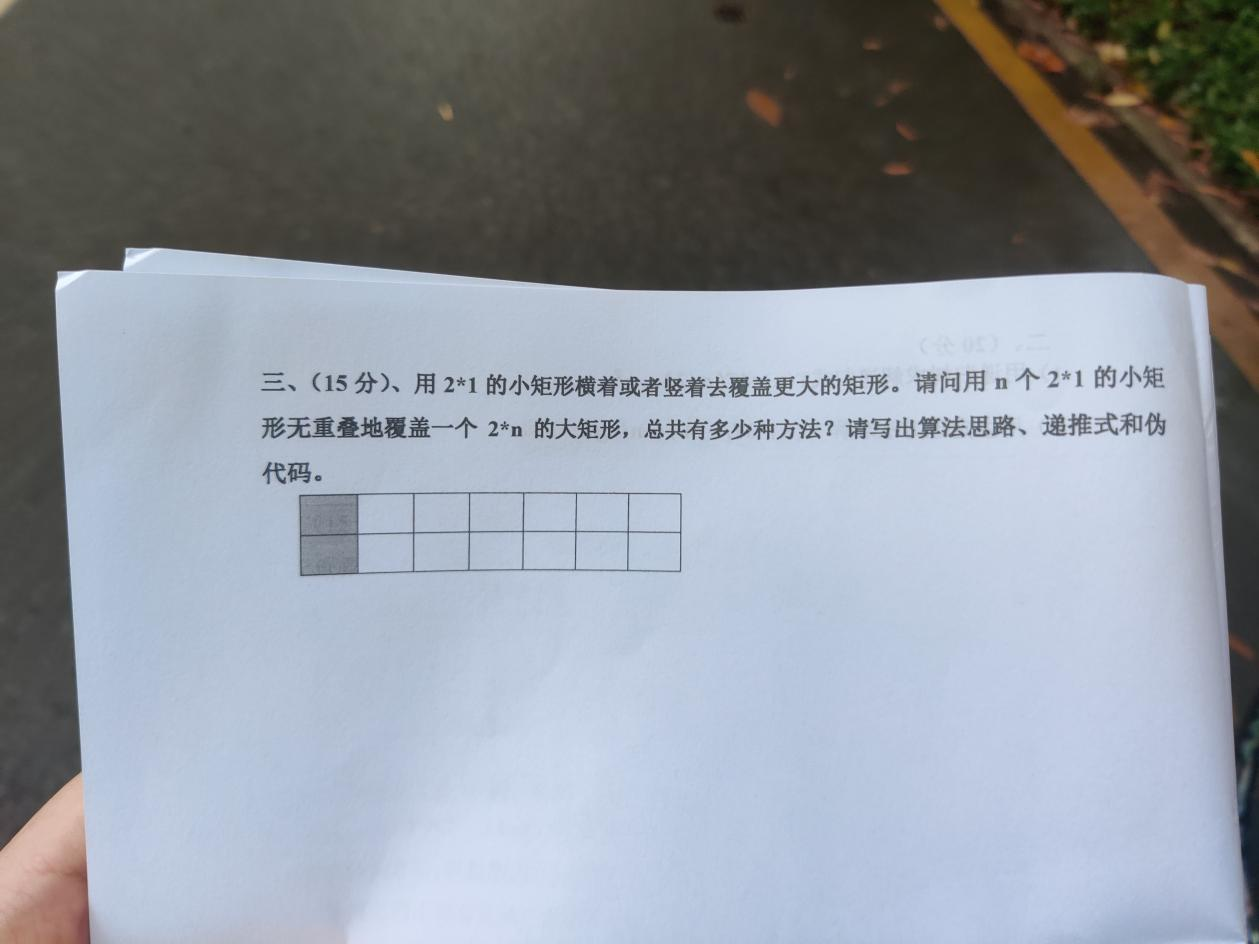 三、（15 分）、用 2*1 的小矩形横着或者竖着去覆盖更大的矩形。请问用 n 个 2*1 的小矩
形无重叠地覆盖一个 2*n 的大矩形，总共有多少种方法？请写出算法思路、递推式和伪
代码。